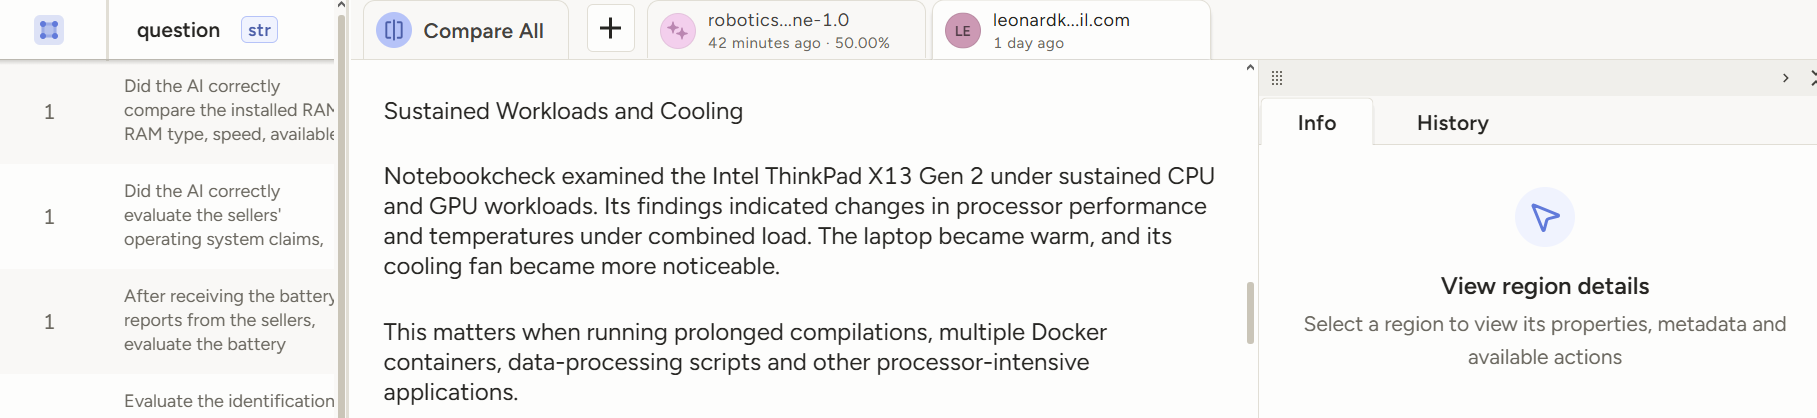 question str
Did the AI correctly
compare the installed RAM
RAM type, speed, available
1
Did the AI correctly
evaluate the sellers'
operating system claims,
1
After receiving the battery
reports from the sellers,
evaluate the battery
1
Evaluate the identification
Compare All
+
robotics...ne-1.0
42 minutes ago · 50.00%
LE
leonardk...il.com
1 day ago
Sustained Workloads and Cooling
Notebookcheck examined the Intel ThinkPad X13 Gen 2 under sustained CPU
and GPU workloads. Its findings indicated changes in processor performance
and temperatures under combined load. The laptop became warm, and its
cooling fan became more noticeable.
This matters when running prolonged compilations, multiple Docker
containers, data-processing scripts and other processor-intensive
applications.
Info History
View region details
Select a region to view its properties, metadata and
available actions